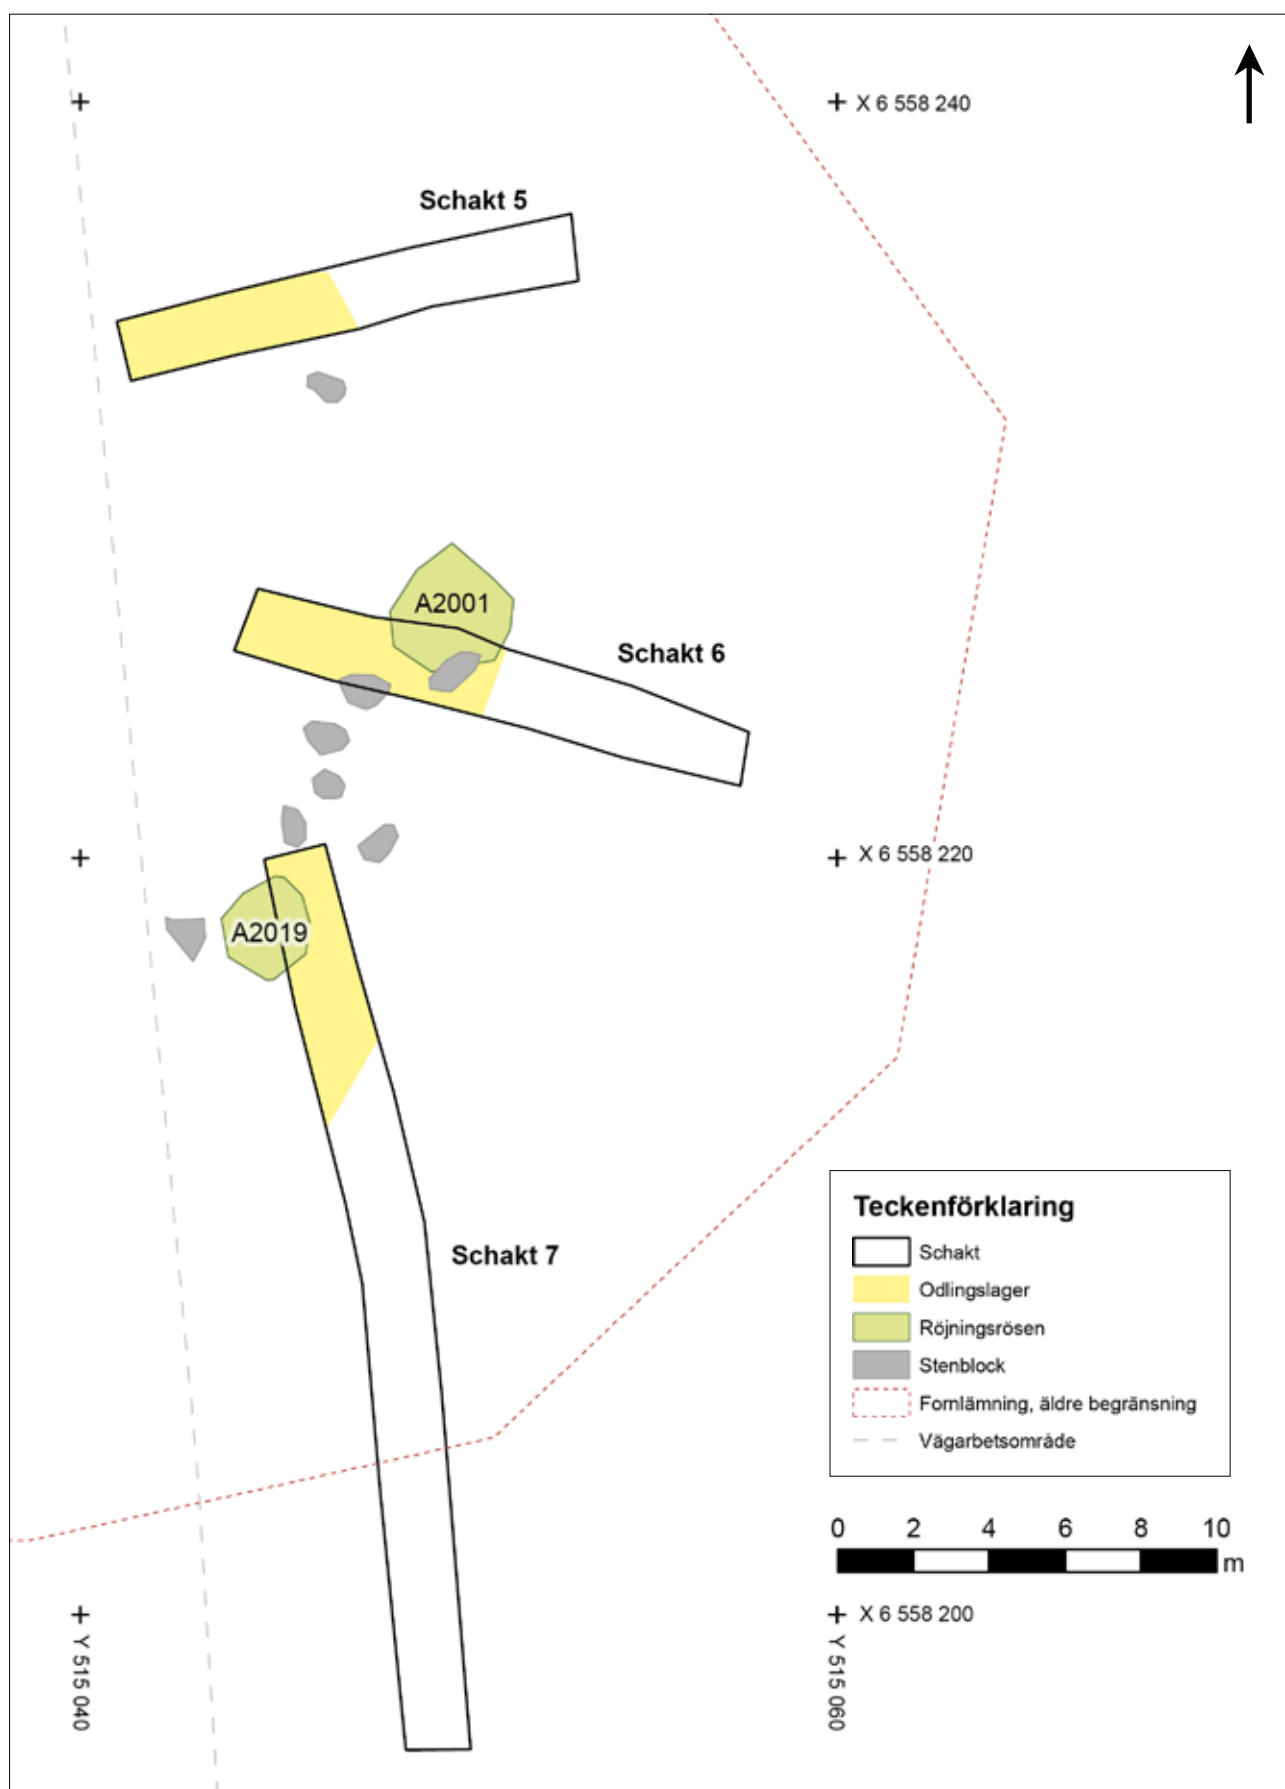 X 6 558 240
Schakt 5
A2001
Schakt 6
X 6 558 220
A2019
Schakt 7
Teckenförklaring
Schakt
Odlingslager
Röjningsrösen
Stenblock
Fornlämning, äldre begränsning
Vägarbetsområde
0 2 4 6 8 10
m
X 6 558 200
Y 515 040
Y 515 060